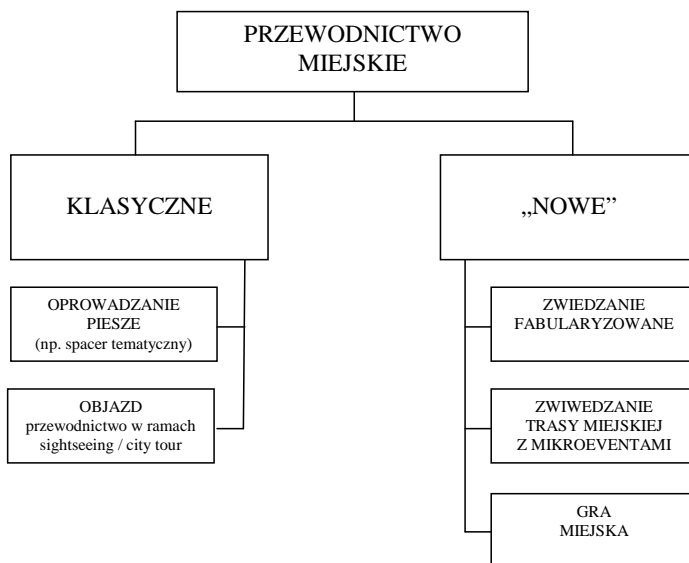 PRZEWODNICTWO
MIEJSKIE
KLASYCZNE
„NOWE”
OPROWADZANIE
PIESZE
(np. spacer tematyczny)
OBJAZD
przewodnictwo w ramach
sightseeing / city tour
ZWIEDZANIE
FABULARYZOWANE
ZWIWEDZANIE
TRASY MIEJSKIEJ
Z MIKROEVENTAMI
GRA
MIEJSKA